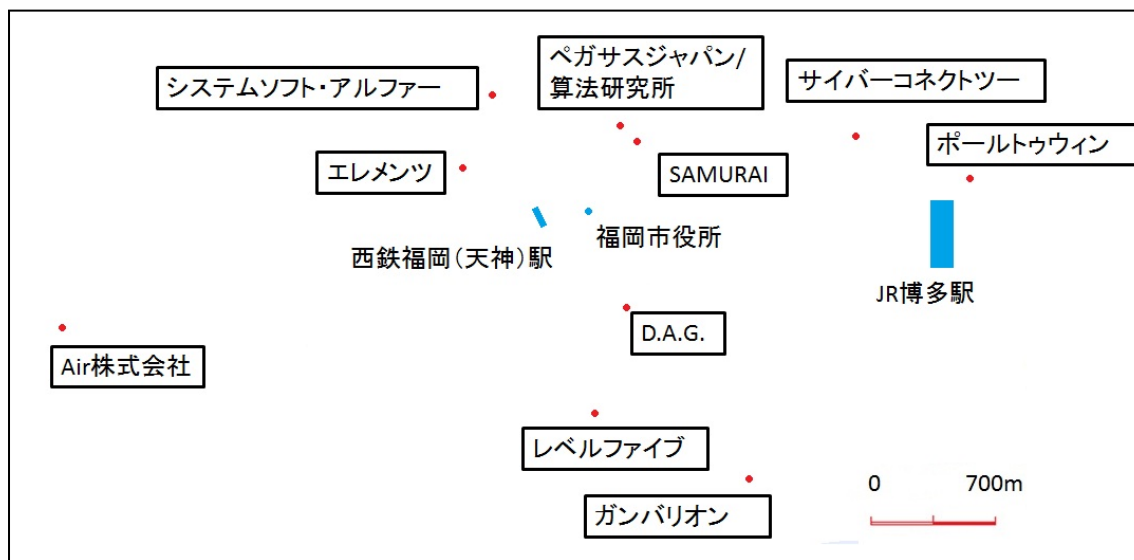 ペガサスジャパン/
算法研究所
システムソフト・アルファー
サイバーコネクトツー
ポールトゥウィン
エレメンツ
SAMURAI
福岡市役所
西鉄福岡(天神)駅
JR博多駅
D.A.G.
Air株式会社
レベルファイブ
ガンバリオン
0 700m